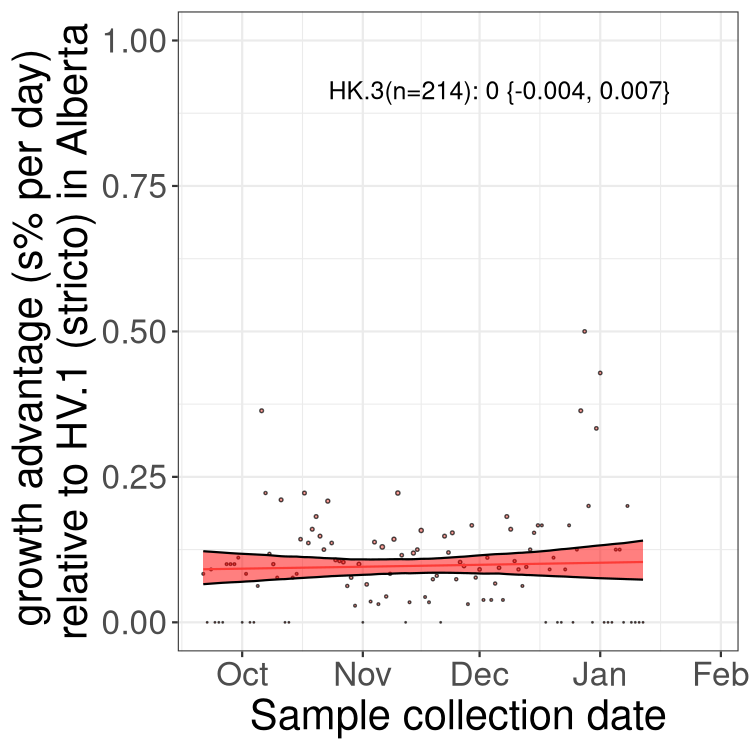 growth advantage (s% per day)
relative to HV.1 (stricto) in Alberta
1.00
0.75
0.50
0.25
0.00
HK.3(n=214): 0 {-0.004, 0.007}
Oct Nov Dec Jan Feb
Sample collection date